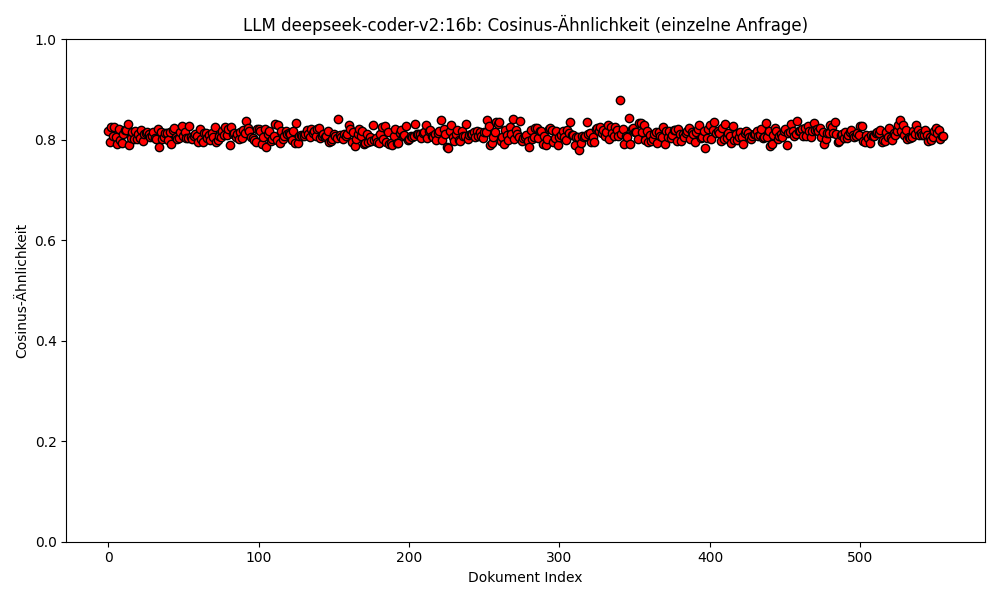 LLM deepseek-coder-v2:16b: Cosinus-Ähnlichkeit (einzelne Anfrage)
1.0
0.8
0.6
0.4
0.2
0.0
Cosinus-Ähnlichkeit
0 100 200 300 400 500
Dokument Index